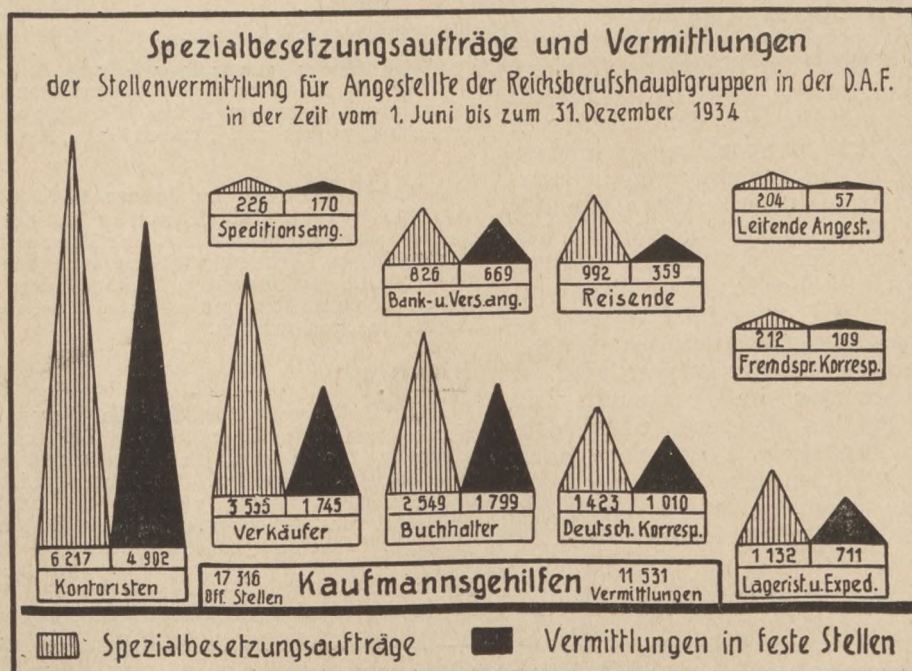 Spezialbesetzungsaufträge und Vermittlungen
der Stellenvermittlung für Angestellte der Reichsberufshauptgruppen in der D.A.F.
in der Zeit vom 1. Juni bis zum 31. Dezember 1934
226 170
Speditionsang.
826 669
Bank- u. Vers.ang.
992 359
Reisende
204 57
Leitende Angest.
212 109
Fremdspr. Korresp.
6 217 4 902
Kontoristen
3 535 1 745
Verkäufer
2 549 1 799
Buchhalter
1 423 1 010
Deutsch. Korresp.
1 132 711
Lagerist. u. Exped.
17 316
Off. Stellen
Kaufmannsgehilfen
11 531
Vermittlungen
Spezialbesetzungsaufträge
Vermittlungen in feste Stellen